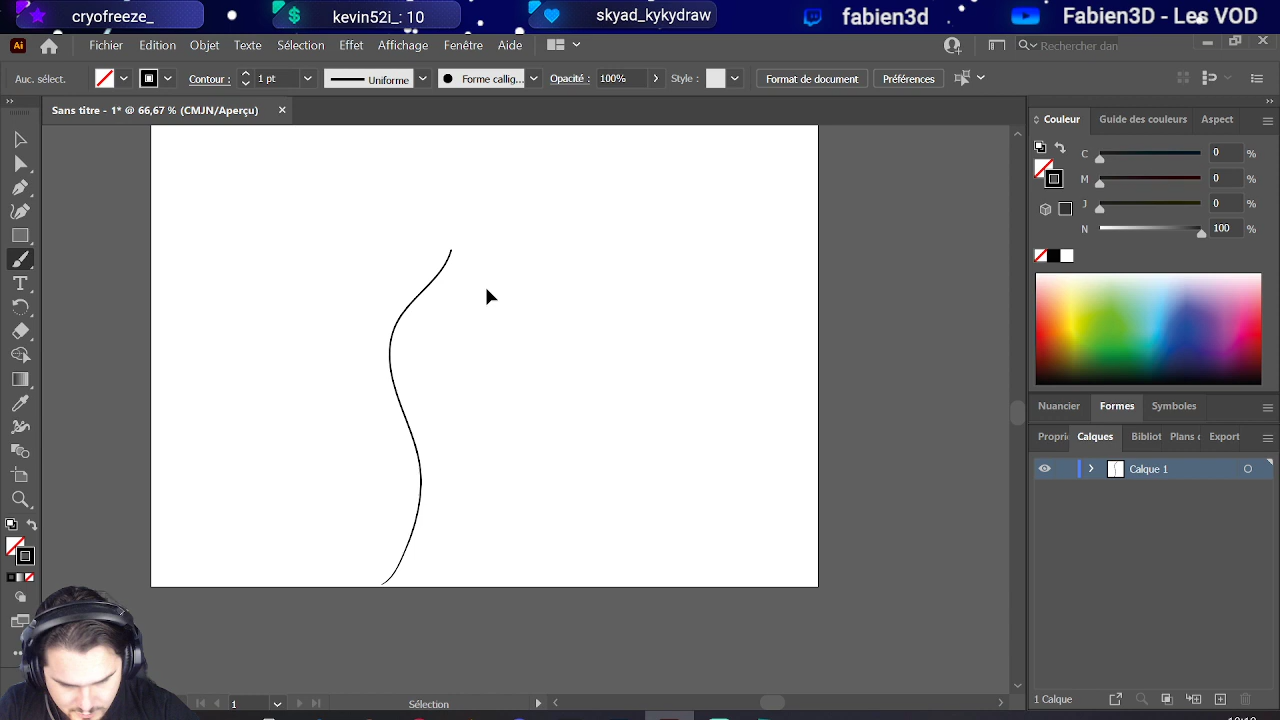 cryofreeze_
kevin52i_: 10
skyad_kykydraw
fabien3d
Fabien3D - Les VOD
Ai
Fichier Edition Objet Texte Sélection Effet Affichage Fenêtre Aide
Rechercher dan
Auc. sélect.
Contour : 1 pt
Uniforme
Forme callig...
Opacité : 100%
Style :
Format de document
Préférences
Sans titre - 1* @ 66,67 % (CMJN/Aperçu)
Couleur Guide des couleurs Aspect
C 0 %
M 0 %
J 0 %
N 100 %
Nuancier Formes Symboles
Propri Calques Bibliot Plans d Export
Calque 1
1 Calque
1
Sélection